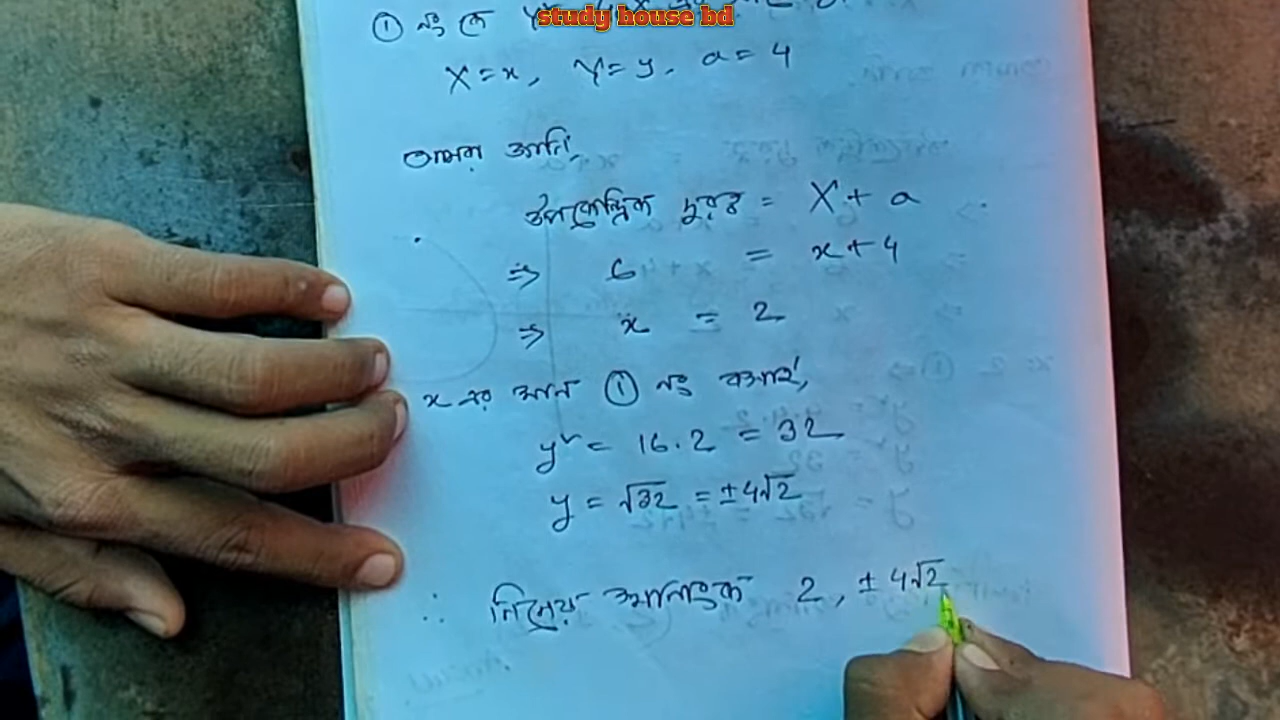 study house bd
① নং কে
X = x, Y = y, a = 4
আমরা জানি,
উপকেন্দ্রিক দূরত্ব = X + a
⇒ 6 = x + 4
⇒ x = 2
x এর মান ① নং বসাই,
y² = 16.2 = 32
y = √32 = ±4√2
∴ নির্ণেয় স্থানাঙ্ক 2, ±4√2